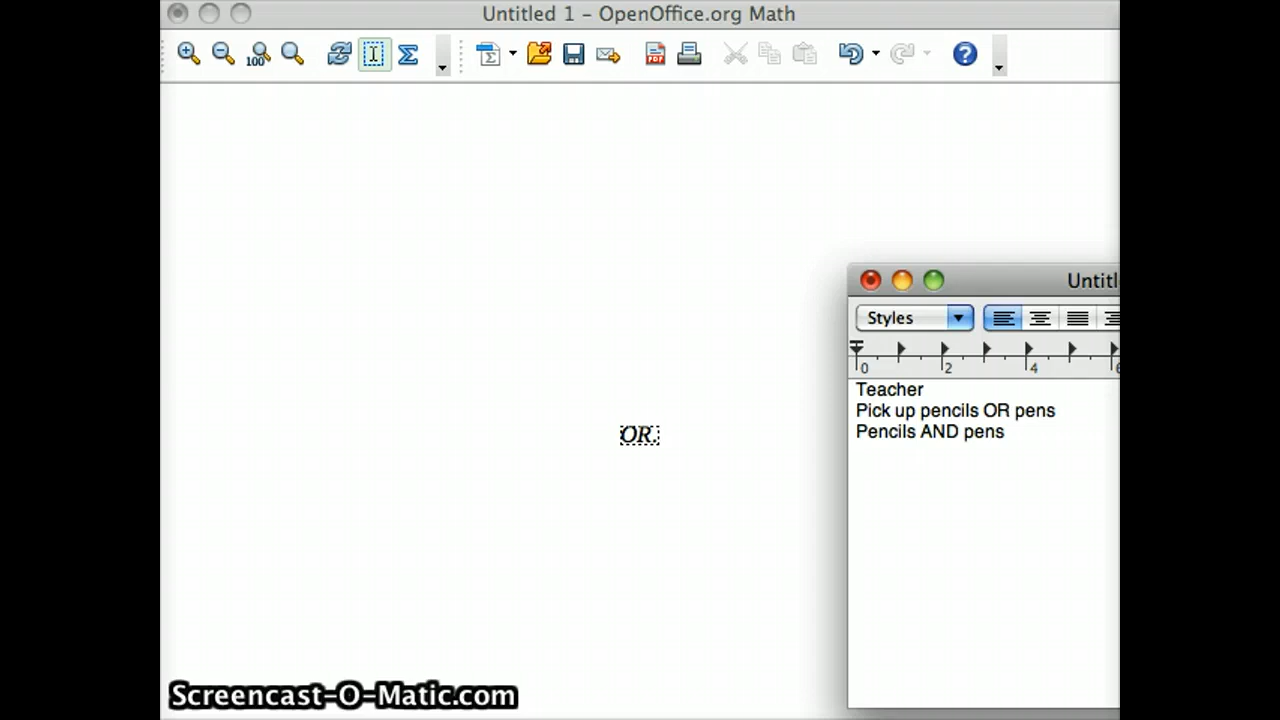 Untitled 1 - OpenOffice.org Math
100
OR.
Styles
0 2 4
Teacher
Pick up pencils OR pens
Pencils AND pens
Screencast-O-Matic.com